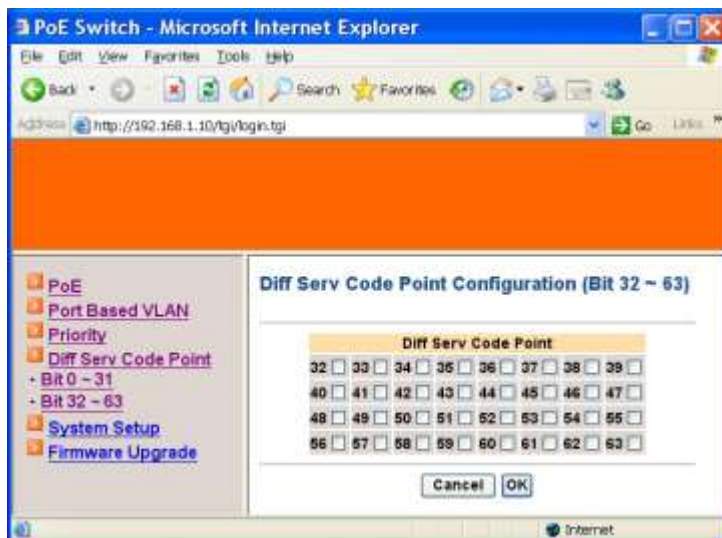 PoE Switch - Microsoft Internet Explorer
File Edit View Favorites Tools Help
Back Search Favorites
Address http://192.168.1.10/tgi/login.tgi Go Links »
PoE
Port Based VLAN
Priority
Diff Serv Code Point
- Bit 0 ~ 31
- Bit 32 ~ 63
System Setup
Firmware Upgrade
Diff Serv Code Point Configuration (Bit 32 ~ 63)
Diff Serv Code Point
32 33 34 35 36 37 38 39
40 41 42 43 44 45 46 47
48 49 50 51 52 53 54 55
56 57 58 59 60 61 62 63
Cancel OK
Internet